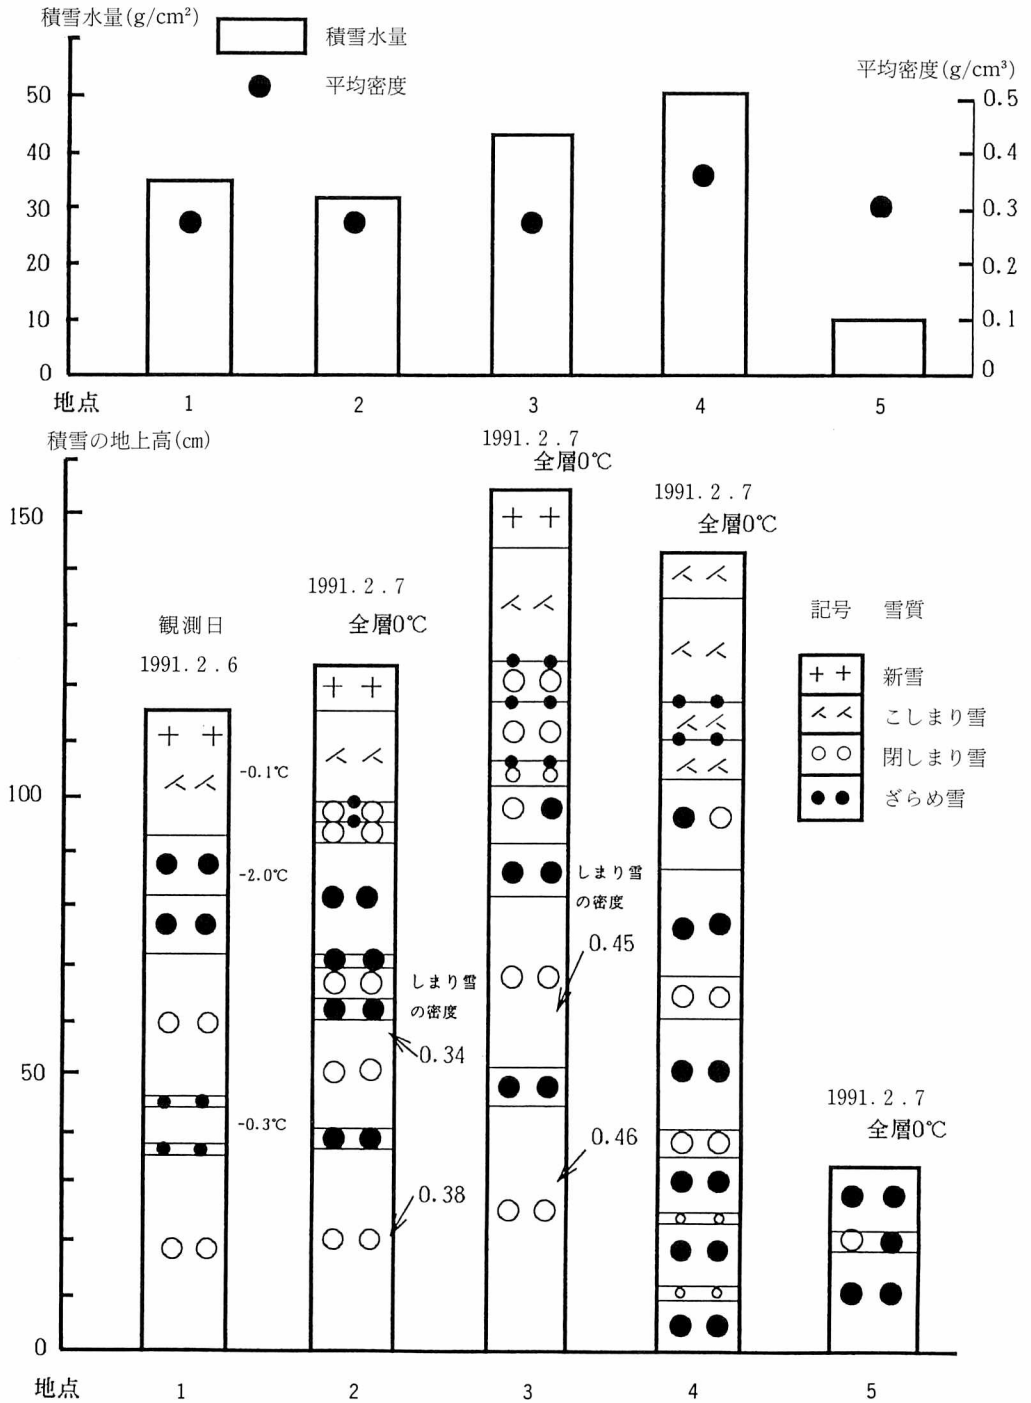 積雪水量(g/cm²)
積雪水量
平均密度
平均密度(g/cm³)
50
40
30
20
10
0
0.5
0.4
0.3
0.2
0.1
0
地点 1 2 3 4 5
積雪の地上高(cm)
150
100
50
0
観測日
1991.2.6
-0.1℃
-2.0℃
-0.3℃
1991.2.7
全層0℃
しまり雪
の密度
0.34
0.38
1991.2.7
全層0℃
しまり雪
の密度
0.45
0.46
1991.2.7
全層0℃
1991.2.7
全層0℃
記号 雪質
新雪
こしまり雪
閉しまり雪
ざらめ雪
地点 1 2 3 4 5